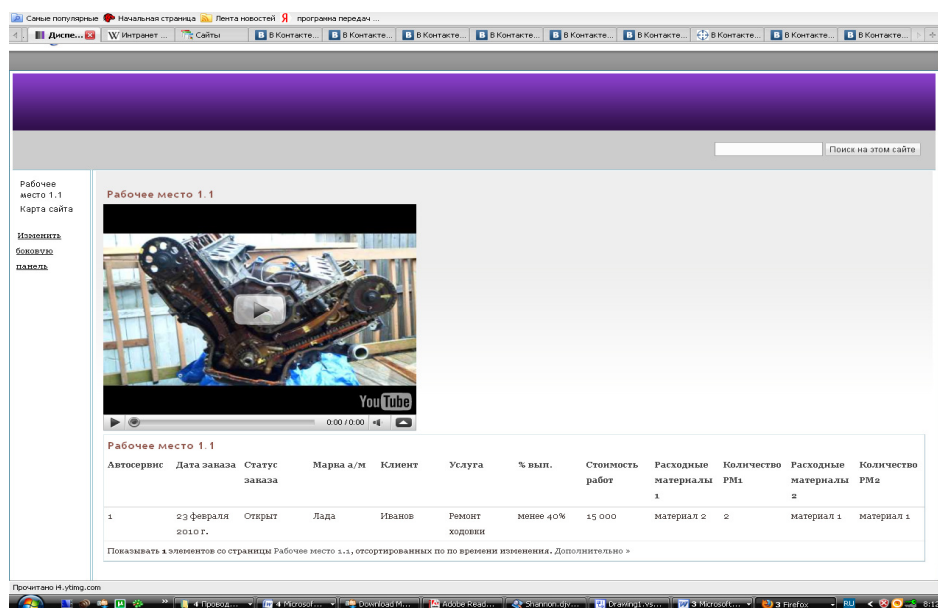 Самые популярные Начальная страница Лента новостей Я программа передач ...
Диспе... Интранет ... Сайты В Контакте... В Контакте... В Контакте... В Контакте... В Контакте... В Контакте... В Контакте... В Контакте... В Контакте...
Поиск на этом сайте
Рабочее
место 1.1
Карта сайта
Изменить
боковую
панель
Рабочее место 1.1
YouTube
0:00 / 0:00
Рабочее место 1.1
Автосервис Дата заказа Статус заказа Марка а/м Клиент Услуга % вып. Стоимость работ Расходные материалы 1 Количество РМ1 Расходные материалы 2 Количество РМ2
1 23 февраля 2010 г. Открыт Лада Иванов Ремонт ходовки менее 40% 15 000 материал 2 2 материал 1 материал 1
Показывать 1 элементов со страницы Рабочее место 1.1, отсортированных по по времени изменения. Дополнительно »
Прочитано i4.ytimg.com
4 Провод... 4 Microsof... Download M... Adobe Read... Shannon.djv... Drawing1.vs... 3 Microsoft... 3 Firefox RU